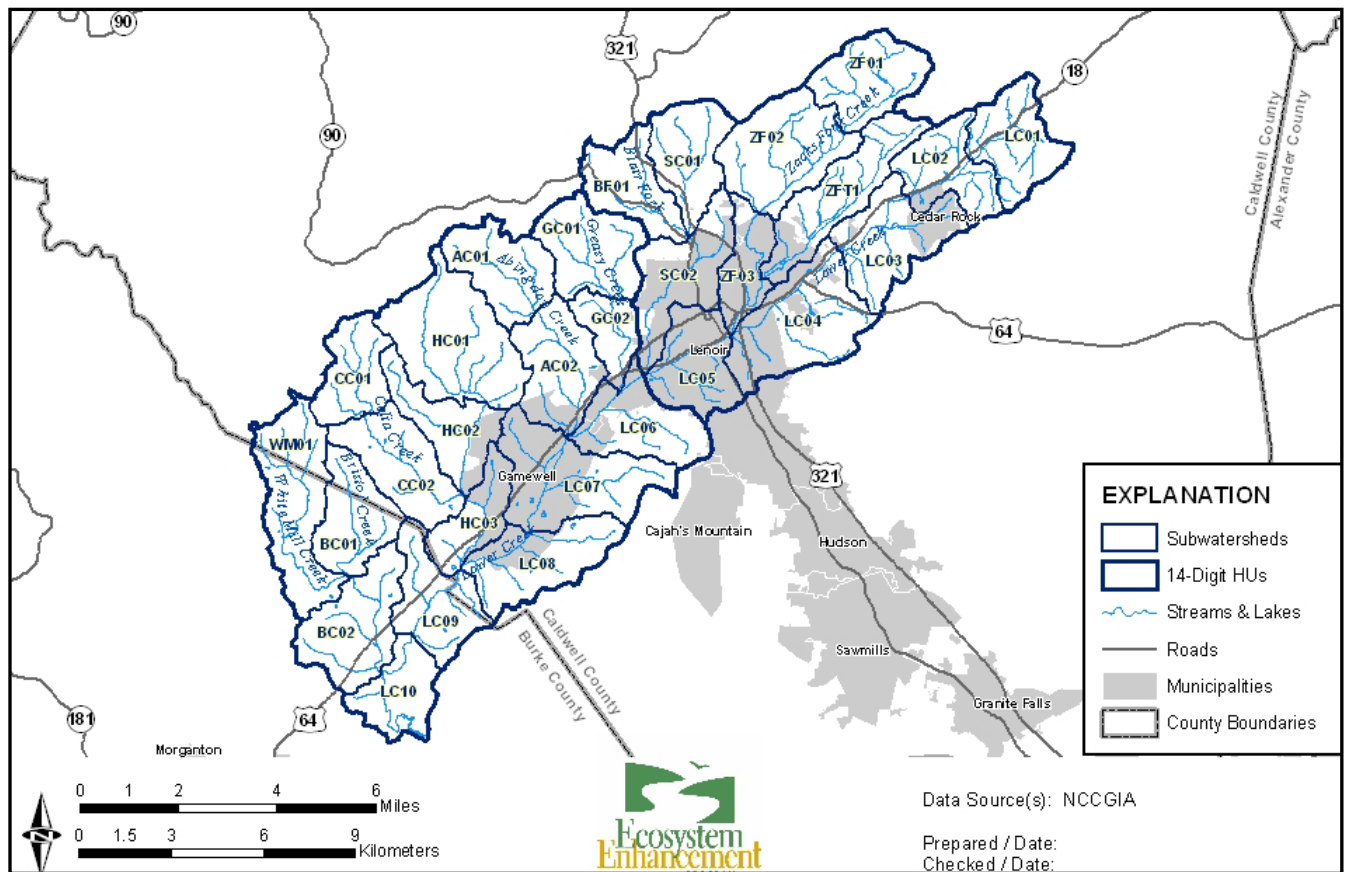 90
321
18
90
ZF01
ZF02
Zacks Fork Creek
SC01
LC01
LC02
BF01
Blair Fork
ZFT1
Cedar Rock
Caldwell County
Alexander County
GC01
Greasy Creek
AC01
Abingdon Creek
SC02
ZF03
Lower Creek
LC03
GC02
LC04
64
HC01
Lenoir
AC02
LC05
CC01
Celia Creek
HC02
LC06
WM01
White Mill Creek
Bristol Creek
CC02
Gamewell
LC07
321
HC03
Cajah's Mountain
Hudson
BC01
Lower Creek
LC08
BC02
LC09
Caldwell County
Burke County
Sawmills
LC10
Granite Falls
181
64
Morganton
EXPLANATION
Subwatersheds
14-Digit HUs
Streams & Lakes
Roads
Municipalities
County Boundaries
0 1 2 4 6
Miles
0 1.5 3 6 9
Kilometers
N
Ecosystem
Enhancement
Data Source(s): NCCGIA
Prepared / Date:
Checked / Date: